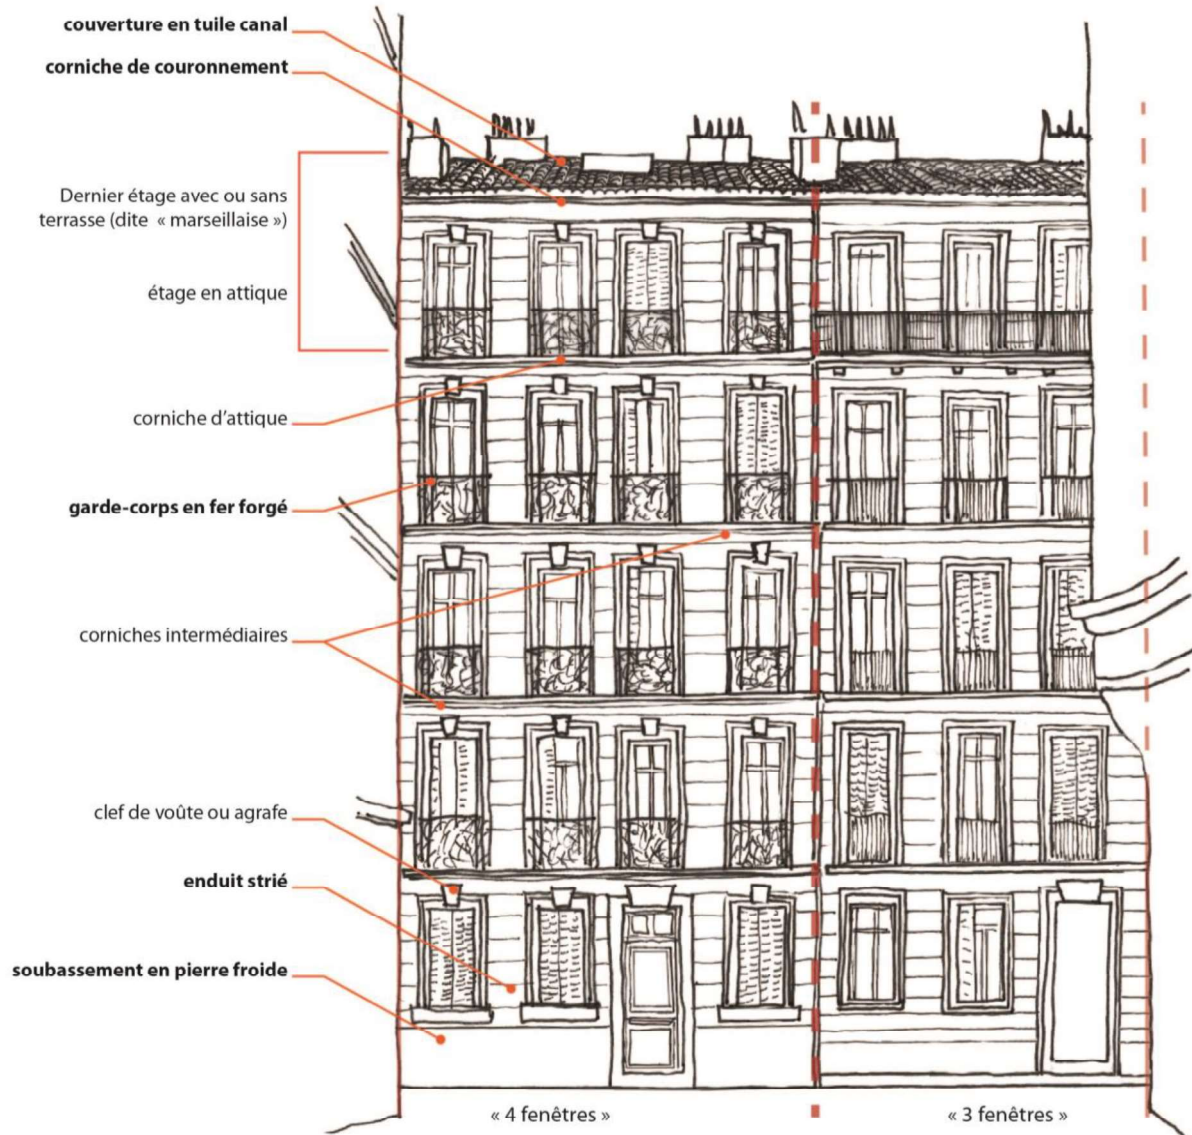 couverture en tuile canal
corniche de couronnement
Dernier étage avec ou sans
terrasse (dite « marseillaise »)
étage en attique
corniche d’attique
garde-corps en fer forgé
corniches intermédiaires
clef de voûte ou agrafe
enduit strié
soubassement en pierre froide
« 4 fenêtres »
« 3 fenêtres »